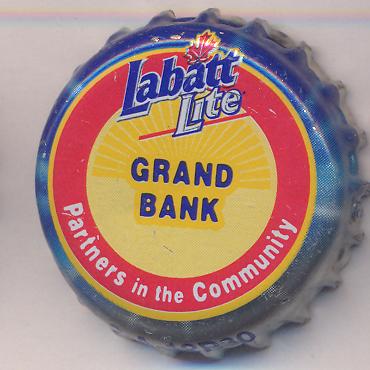 Labatt
Lite
GRAND
BANK
Partners in the Community